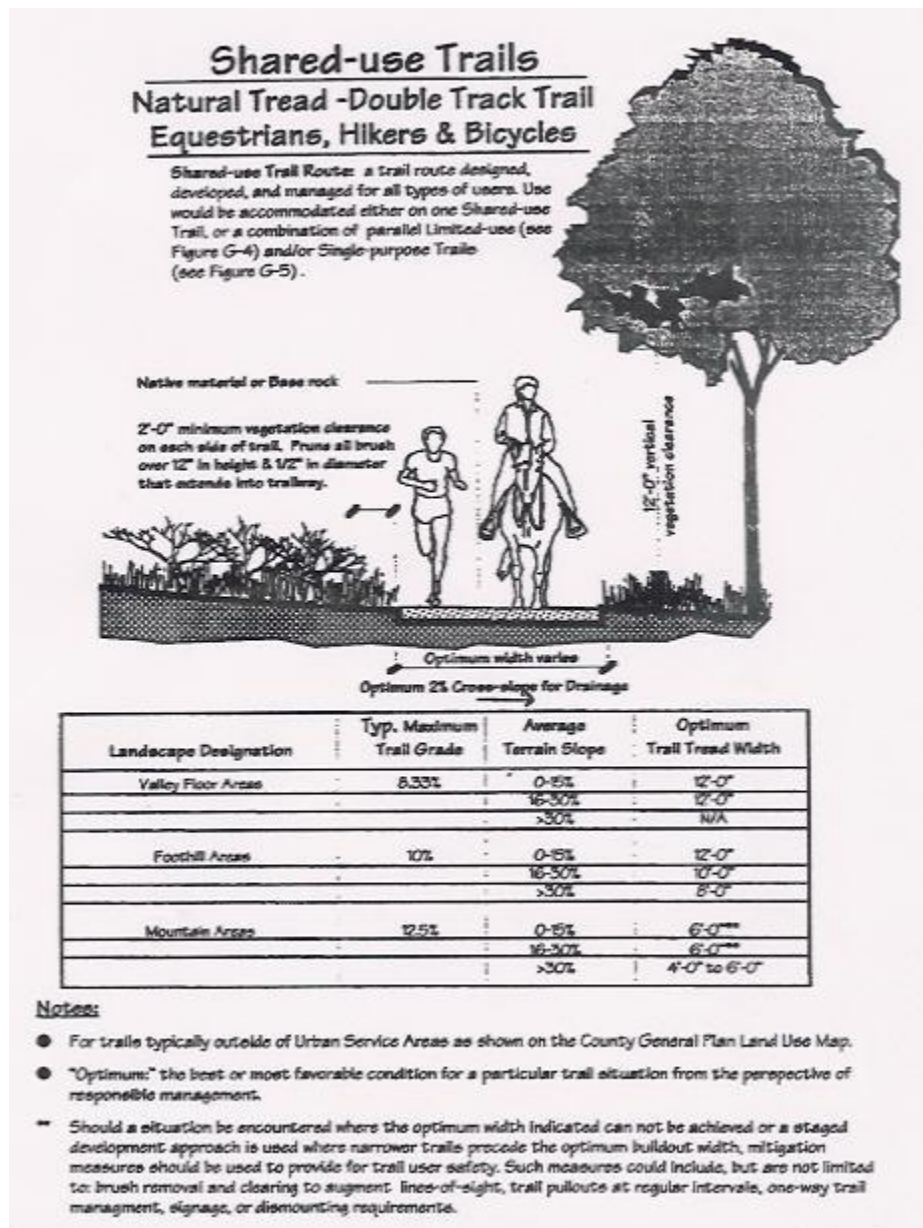 Shared-use Trails
Natural Tread -Double Track Trail
Equestrians, Hikers & Bicycles
Shared-use Trail Route: a trail route designed,
developed, and managed for all types of users. Use
would be accommodated either on one Shared-use
Trail, or a combination of parallel Limited-use (see
Figure G-4) and/or Single-purpose Trails
(see Figure G-5) .
Native material or Base rock
2'-0" minimum vegetation clearance
on each side of trail. Prune all brush
over 12" in height & 1/2" in diameter
that extends into trailway.
12'-0" vertical
vegetation clearance
Optimum width varies
Optimum 2% Cross-slope for Drainage
Landscape Designation Typ. Maximum Trail Grade Average Terrain Slope Optimum Trail Tread Width
Valley Floor Areas 8.33% 0-15% 12'-0"
16-30% 12'-0"
>30% N/A
Foothill Areas 10% 0-15% 12'-0"
16-30% 10'-0"
>30% 8'-0"
Mountain Areas 12.5% 0-15% 6'-0"**
16-30% 6'-0"**
>30% 4'-0" to 6'-0"
Notes:
● For trails typically outside of Urban Service Areas as shown on the County General Plan Land Use Map.
● "Optimum:" the best or most favorable condition for a particular trail situation from the perspective of
responsible management.
** Should a situation be encountered where the optimum width indicated can not be achieved or a staged
development approach is used where narrower trails precede the optimum buildout width, mitigation
measures should be used to provide for trail user safety. Such measures could include, but are not limited
to: brush removal and clearing to augment lines-of-sight, trail pullouts at regular intervals, one-way trail
managment, signage, or dismounting requirements.